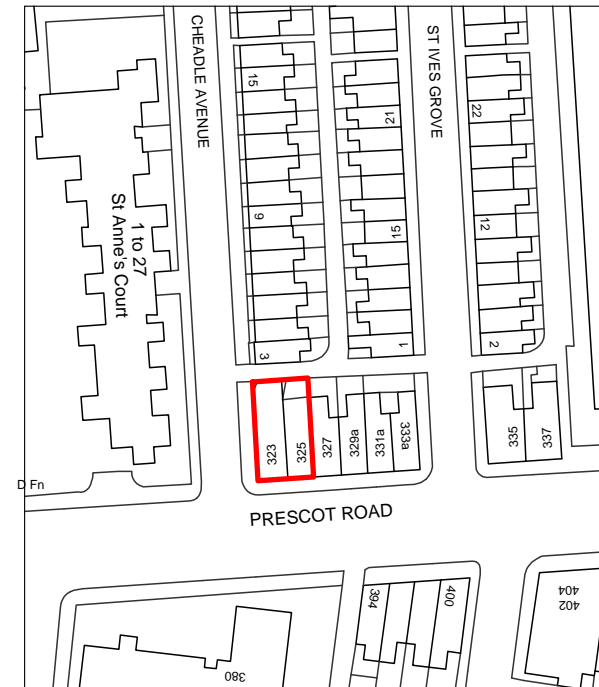 CHEADLE AVENUE
ST IVES GROVE
15
21
22
1 to 27
St Anne's Court
9
15
12
3
1
2
323
325
327
329a
331a
333a
335
337
D Fn
PRESCOT ROAD
394
400
404
402
380